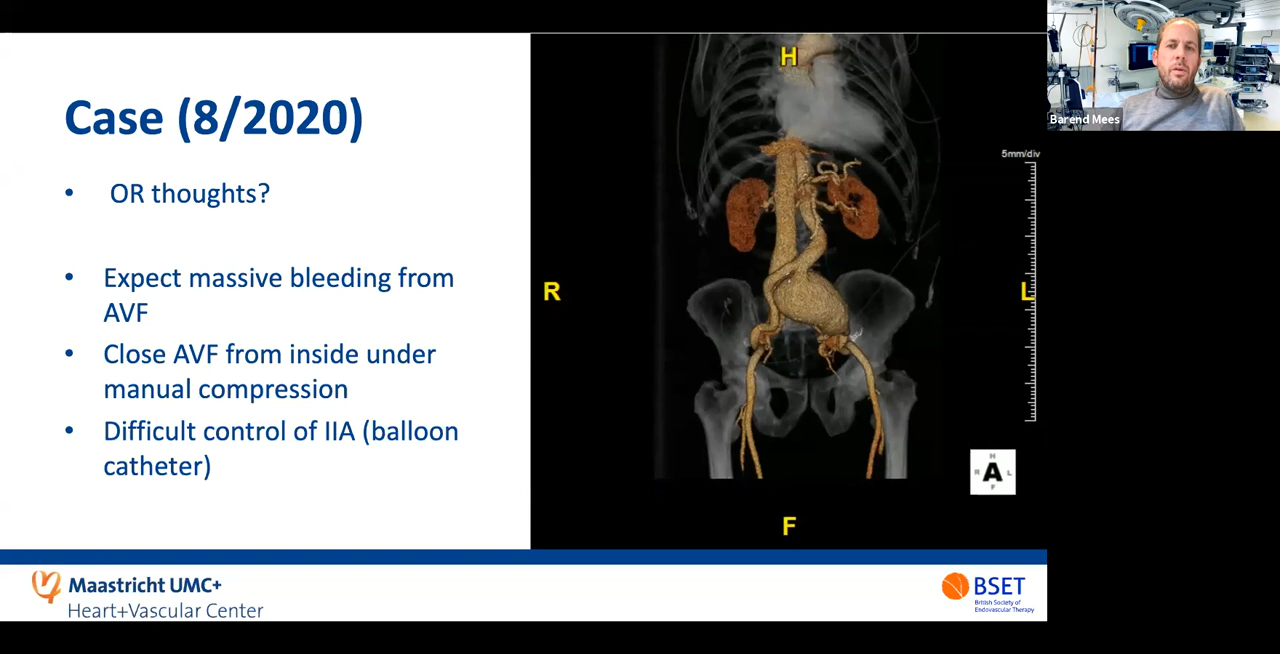 Case (8/2020)
• OR thoughts?
• Expect massive bleeding from
AVF
• Close AVF from inside under
manual compression
• Difficult control of IIA (balloon
catheter)
H
R
L
F
5mm/div
H
R A L
F
Barend Mees
Maastricht UMC+
Heart+Vascular Center
BSET
British Society of
Endovascular Therapy